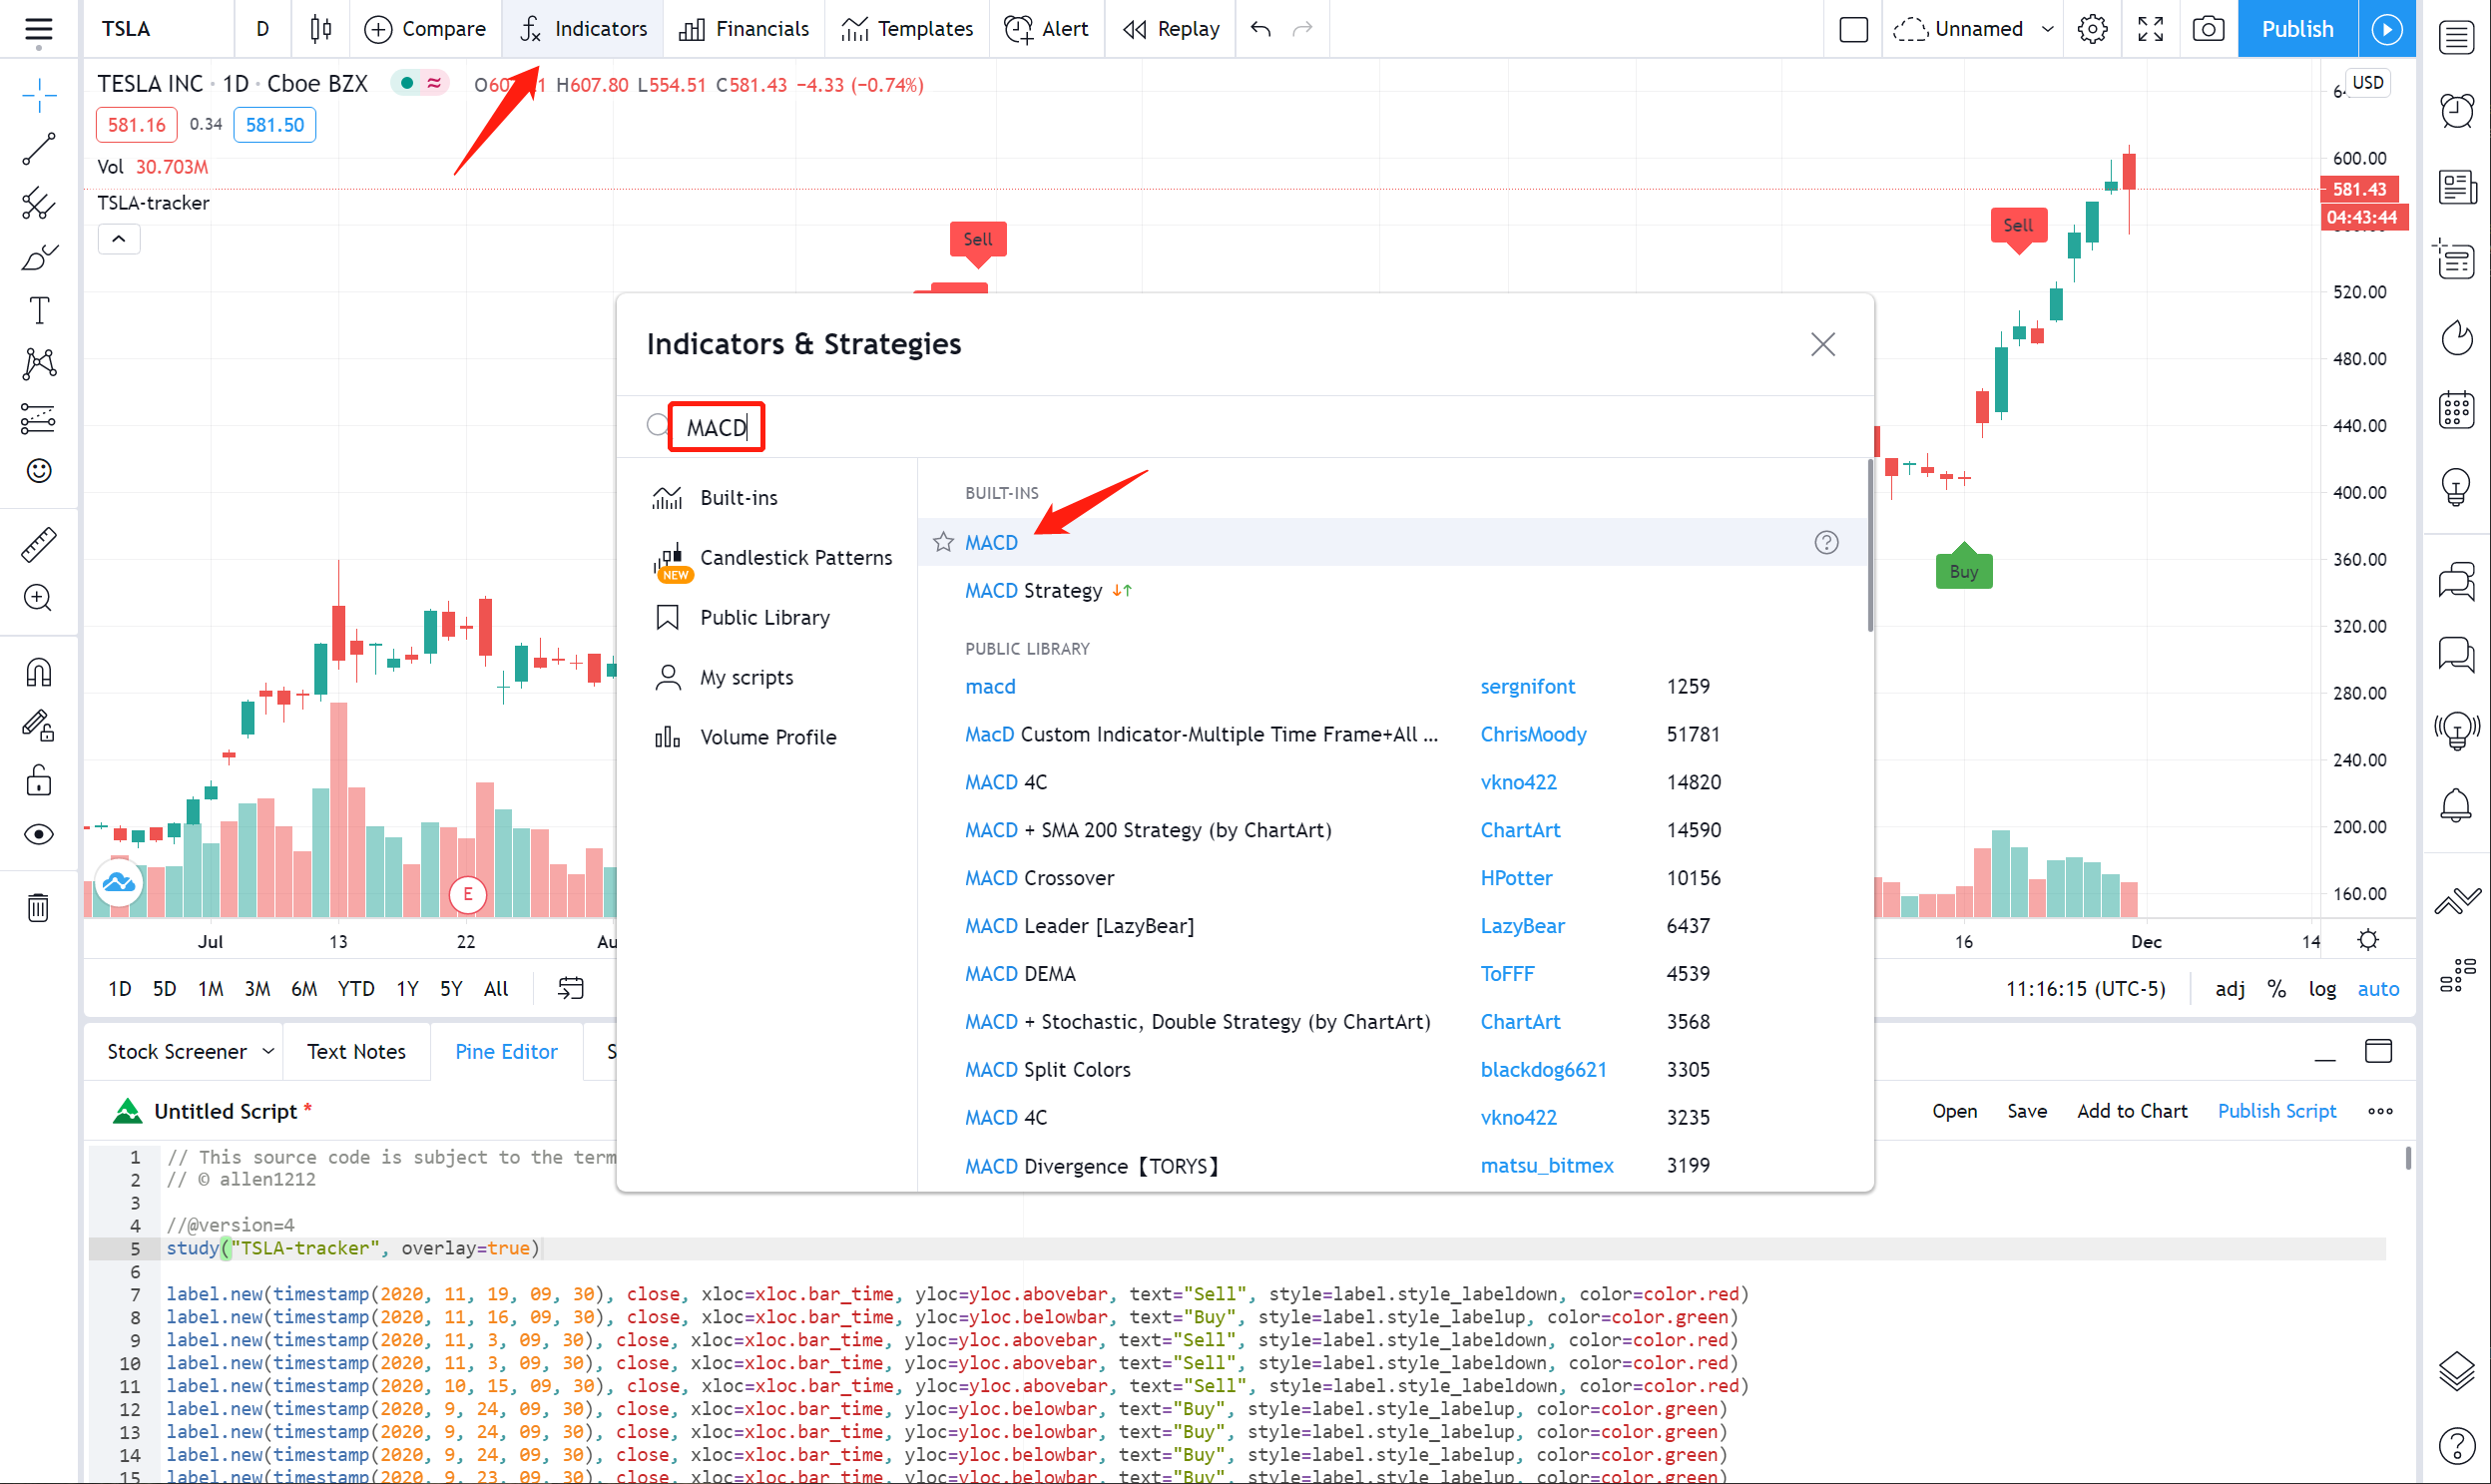 TSLA
D
Compare
Indicators
Financials
Templates
Alert
Replay
Unnamed
Publish
TESLA INC · 1D · Cboe BZX
H607.80 L554.51 C581.43 −4.33 (−0.74%)
USD
581.16 0.34 581.50
Vol 30.703M
TSLA-tracker
Sell
Sell
Buy
600.00
581.43
04:43:44
520.00
480.00
440.00
400.00
360.00
320.00
280.00
240.00
200.00
160.00
Indicators & Strategies
MACD
Built-ins
Candlestick Patterns
NEW
Public Library
My scripts
Volume Profile
BUILT-INS
MACD
MACD Strategy
PUBLIC LIBRARY
macd sergnifont 1259
MacD Custom Indicator-Multiple Time Frame+All ... ChrisMoody 51781
MACD 4C vkno422 14820
MACD + SMA 200 Strategy (by ChartArt) ChartArt 14590
MACD Crossover HPotter 10156
MACD Leader [LazyBear] LazyBear 6437
MACD DEMA ToFFF 4539
MACD + Stochastic, Double Strategy (by ChartArt) ChartArt 3568
MACD Split Colors blackdog6621 3305
MACD 4C vkno422 3235
MACD Divergence【TORYS】 matsu_bitmex 3199
E
Jul 13 22 Au 16 Dec 14
1D 5D 1M 3M 6M YTD 1Y 5Y All
11:16:15 (UTC-5) adj % log auto
Stock Screener Text Notes Pine Editor S
Untitled Script *
Open Save Add to Chart Publish Script
1 // This source code is subject to the term
2 // © allen1212
3
4 //@version=4
5 study("TSLA-tracker", overlay=true)
6
7 label.new(timestamp(2020, 11, 19, 09, 30), close, xloc=xloc.bar_time, yloc=yloc.abovebar, text="Sell", style=label.style_labeldown, color=color.red)
8 label.new(timestamp(2020, 11, 16, 09, 30), close, xloc=xloc.bar_time, yloc=yloc.belowbar, text="Buy", style=label.style_labelup, color=color.green)
9 label.new(timestamp(2020, 11, 3, 09, 30), close, xloc=xloc.bar_time, yloc=yloc.abovebar, text="Sell", style=label.style_labeldown, color=color.red)
10 label.new(timestamp(2020, 11, 3, 09, 30), close, xloc=xloc.bar_time, yloc=yloc.abovebar, text="Sell", style=label.style_labeldown, color=color.red)
11 label.new(timestamp(2020, 10, 15, 09, 30), close, xloc=xloc.bar_time, yloc=yloc.abovebar, text="Sell", style=label.style_labeldown, color=color.red)
12 label.new(timestamp(2020, 9, 24, 09, 30), close, xloc=xloc.bar_time, yloc=yloc.belowbar, text="Buy", style=label.style_labelup, color=color.green)
13 label.new(timestamp(2020, 9, 24, 09, 30), close, xloc=xloc.bar_time, yloc=yloc.belowbar, text="Buy", style=label.style_labelup, color=color.green)
14 label.new(timestamp(2020, 9, 24, 09, 30), close, xloc=xloc.bar_time, yloc=yloc.belowbar, text="Buy", style=label.style_labelup, color=color.green)
15 label.new(timestamp(2020, 9, 23, 09, 30), close, xloc=xloc.bar_time, yloc=yloc.belowbar, text="Buy", style=label.style_labelup, color=color.green)